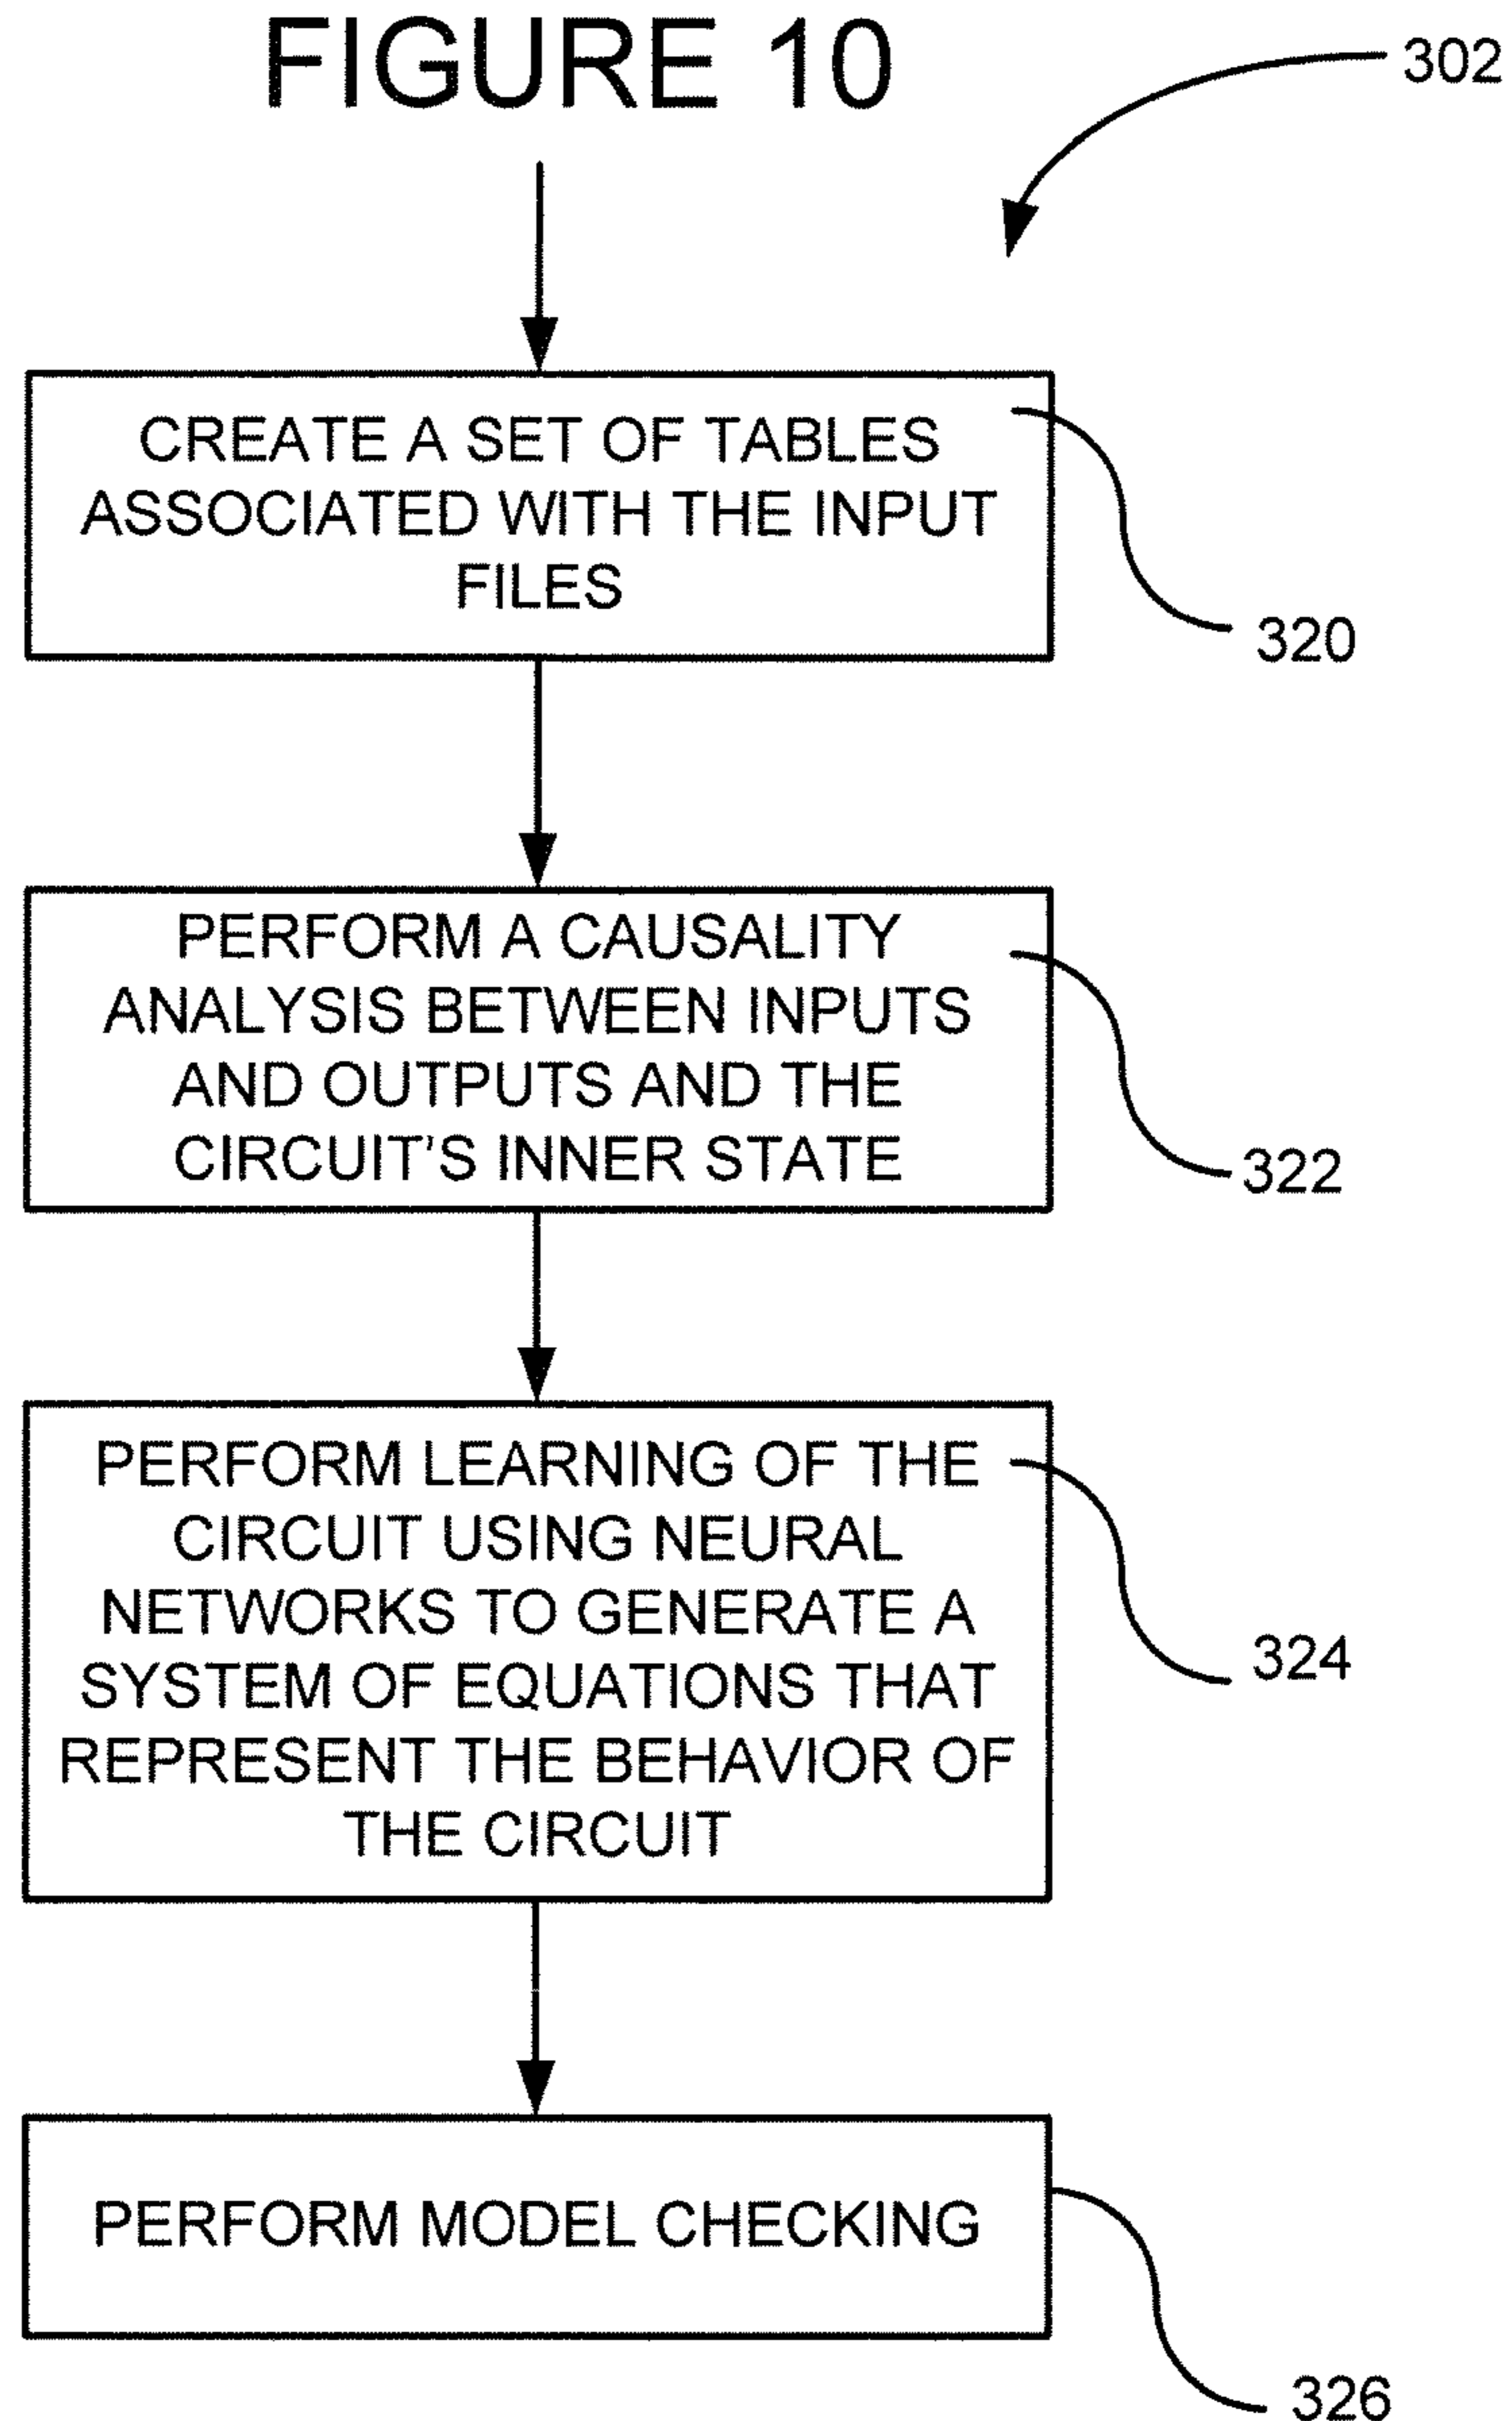 FIGURE 10
302
CREATE A SET OF TABLES
ASSOCIATED WITH THE INPUT
FILES
320
PERFORM A CAUSALITY
ANALYSIS BETWEEN INPUTS
AND OUTPUTS AND THE
CIRCUIT'S INNER STATE
322
PERFORM LEARNING OF THE
CIRCUIT USING NEURAL
NETWORKS TO GENERATE A
SYSTEM OF EQUATIONS THAT
REPRESENT THE BEHAVIOR OF
THE CIRCUIT
324
PERFORM MODEL CHECKING
326